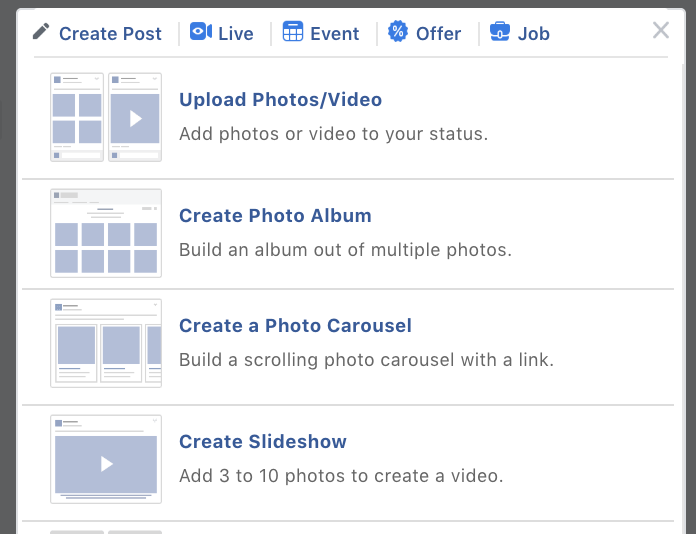 Create Post Live Event Offer Job
Upload Photos/Video
Add photos or video to your status.
Create Photo Album
Build an album out of multiple photos.
Create a Photo Carousel
Build a scrolling photo carousel with a link.
Create Slideshow
Add 3 to 10 photos to create a video.